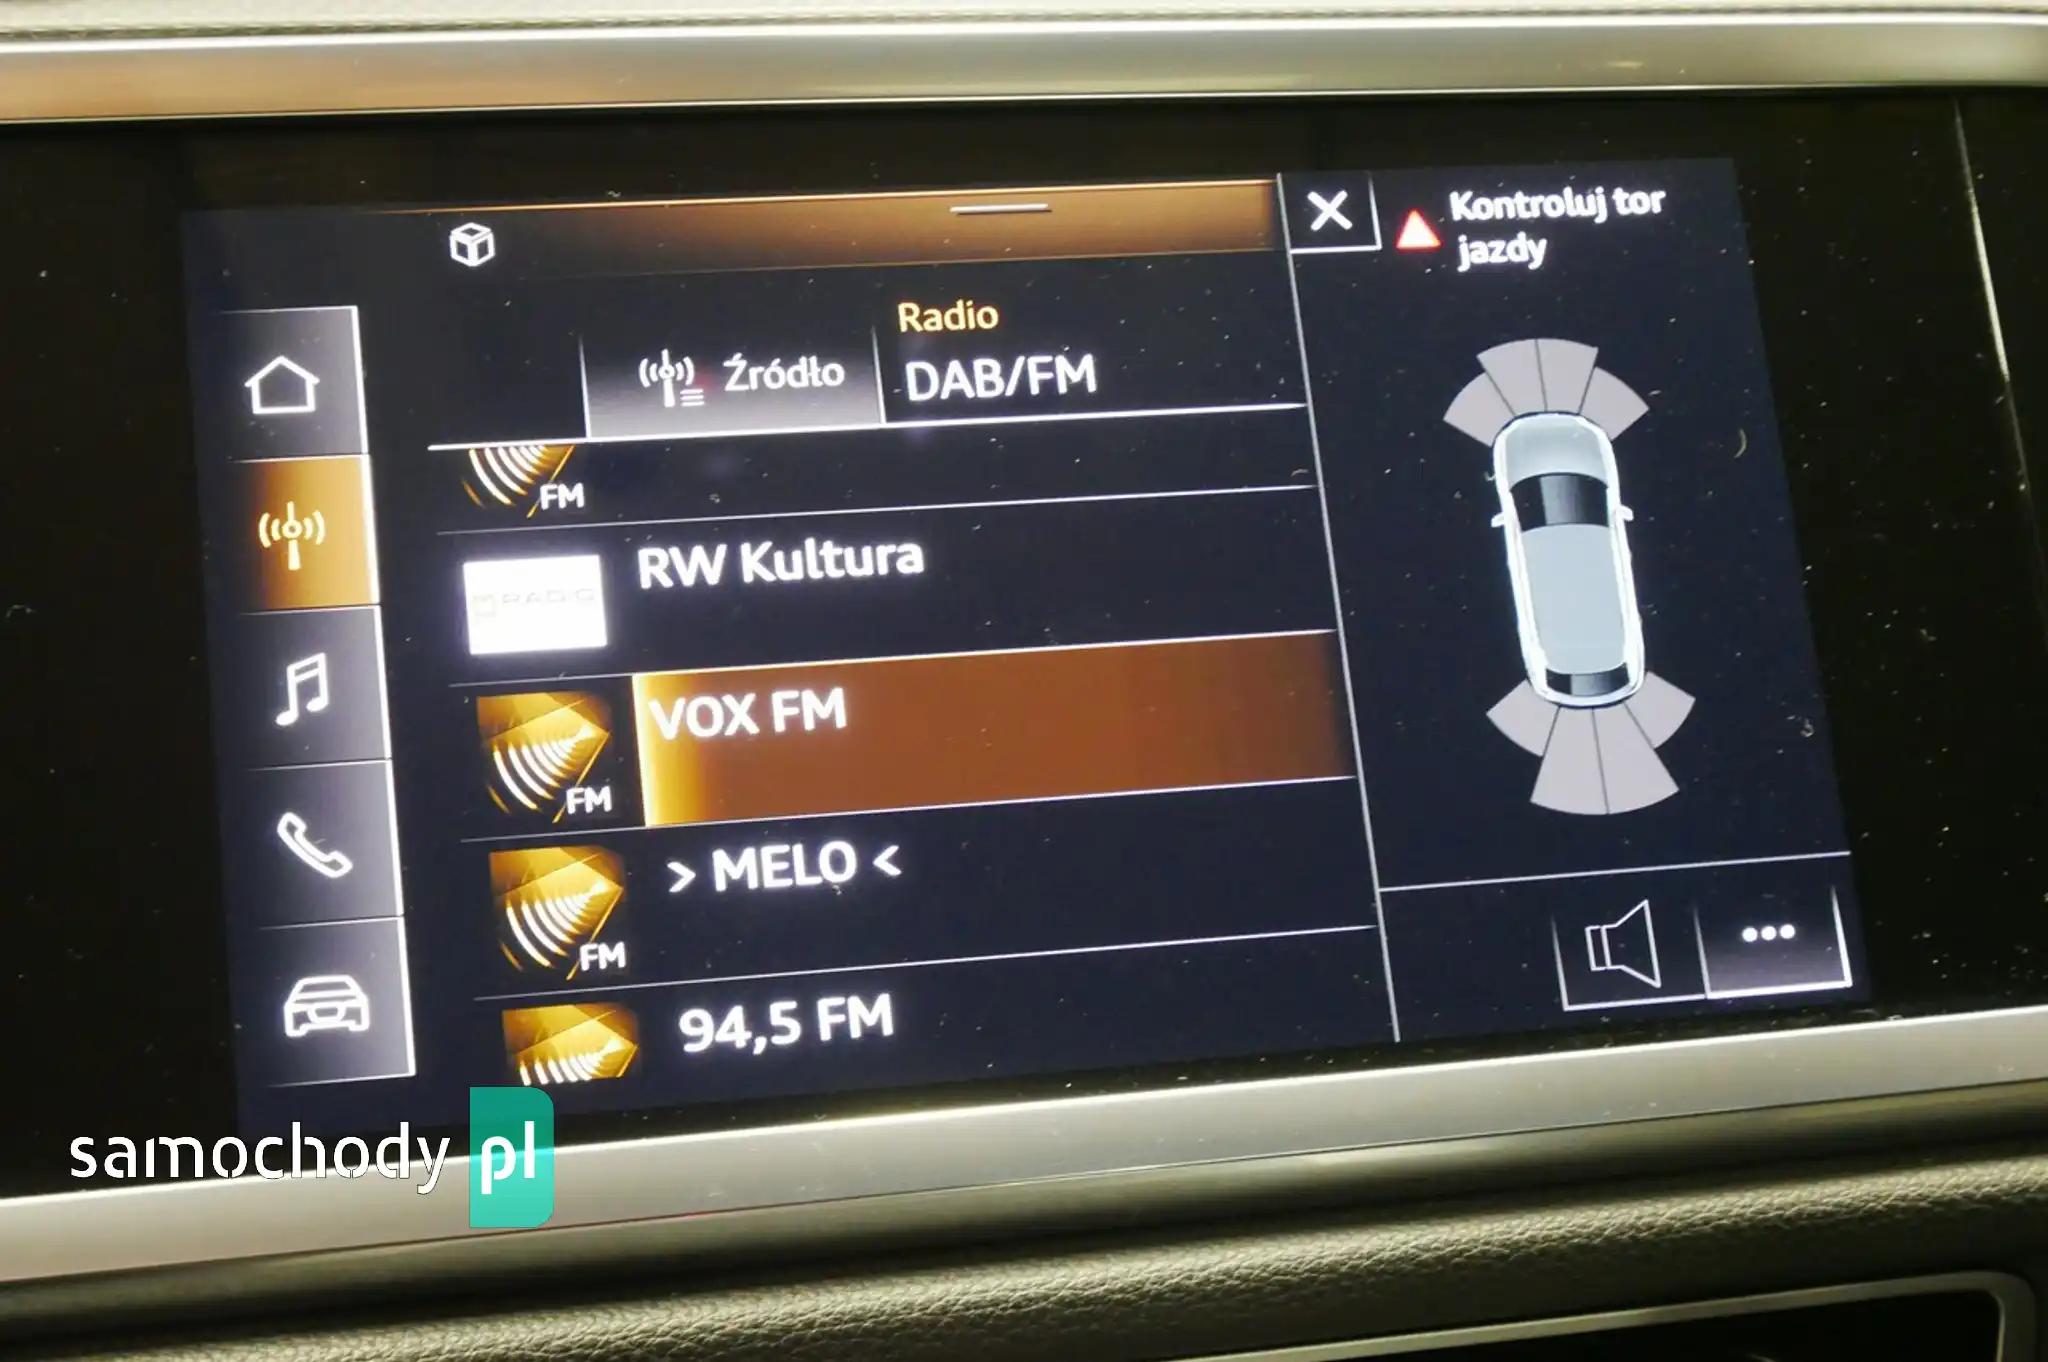 Kontroluj tor
jazdy
Radio
Źródło
DAB/FM
FM
RW Kultura
RADIO
VOX FM
FM
> MELO <
FM
94,5 FM
samochody pl